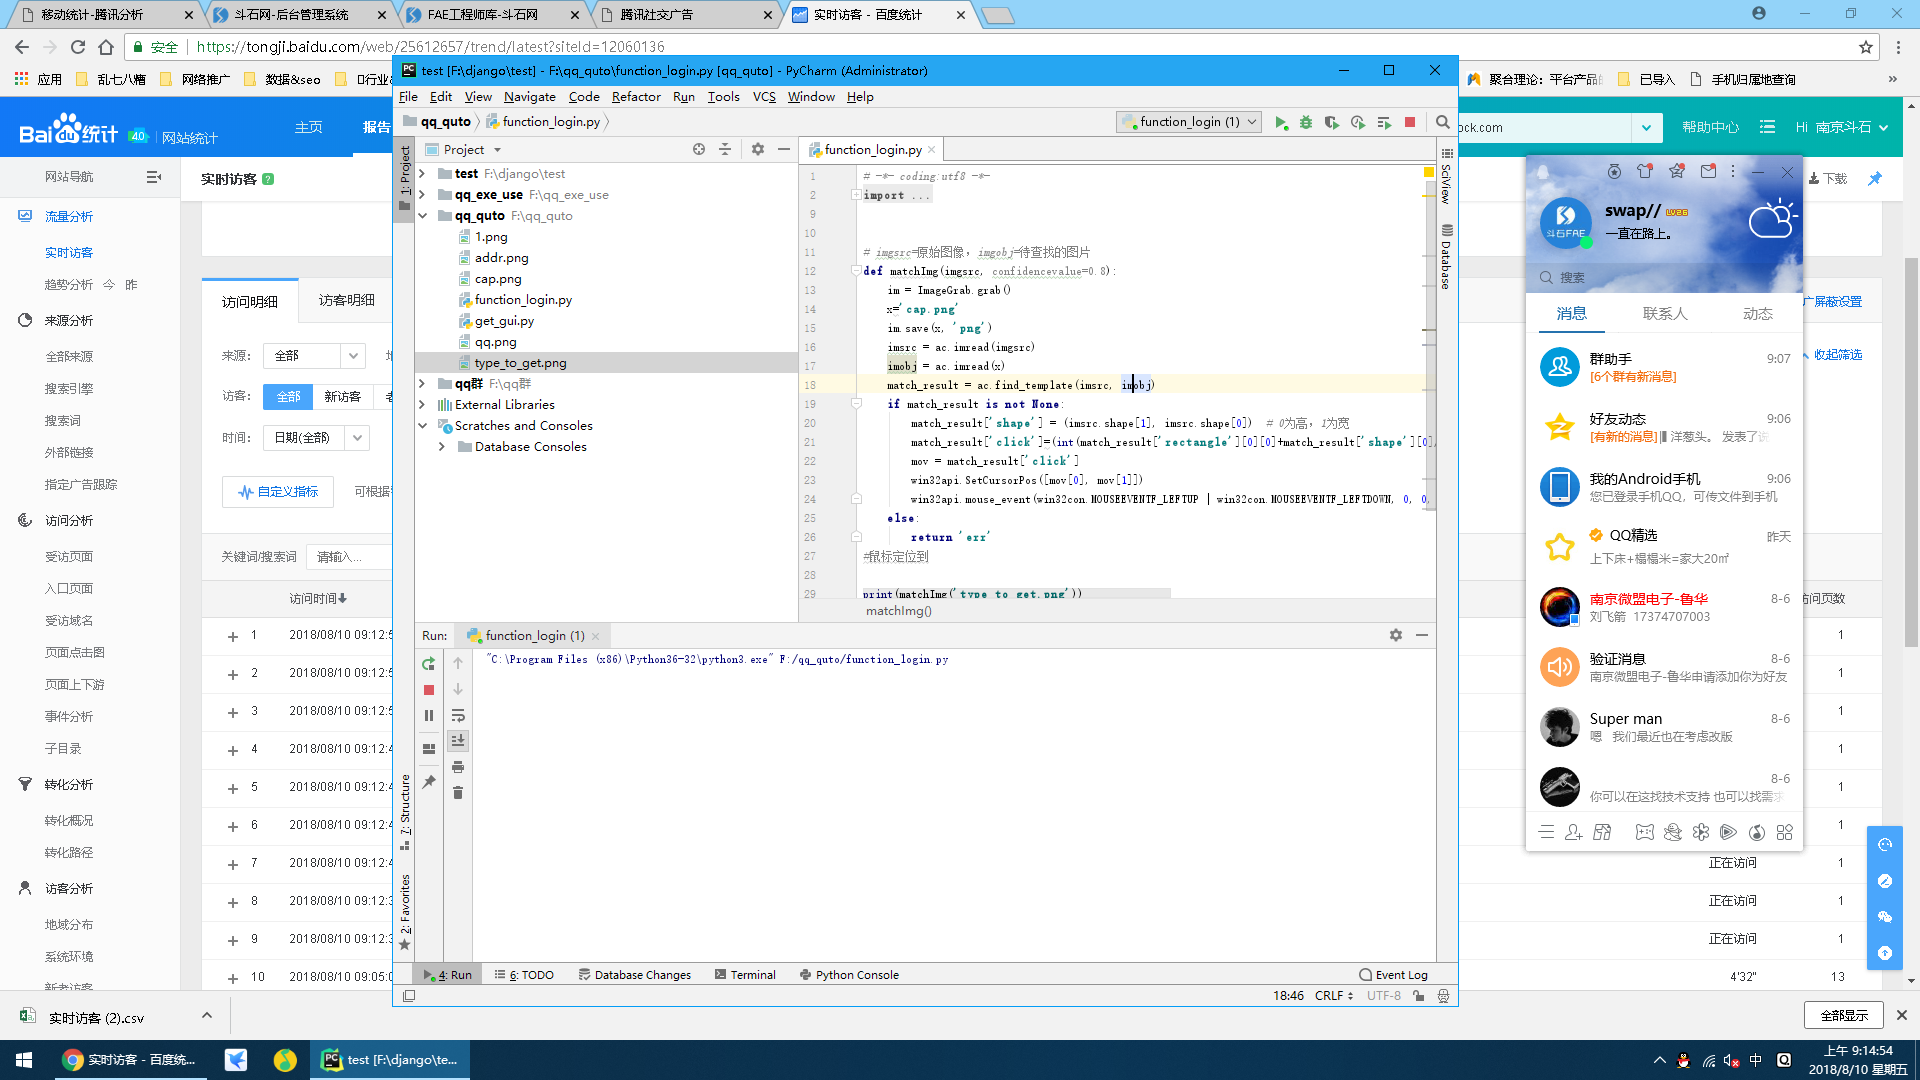 移动统计-腾讯分析
斗石网-后台管理系统
FAE工程师库-斗石网
腾讯社交广告
实时访客 - 百度统计
安全
https://tongji.baidu.com/web/25612657/trend/latest?siteId=12060136
应用
乱七八糟
网络推广
数据&seo
聚合理论：平台产品
已导入
手机归属地查询
Bai du 统计 4.0 网站统计
主页
报告
ock.com
帮助中心
Hi 南京斗石
网站导航
实时访客
下载
流量分析
实时访客
趋势分析 今 昨
来源分析
全部来源
搜索引擎
搜索词
外部链接
指定广告跟踪
访问分析
受访页面
入口页面
受访域名
页面点击图
页面上下游
事件分析
子目录
转化分析
转化概况
转化路径
访客分析
地域分布
系统环境
新老访客
访问明细
访客明细
来源： 全部
访客： 全部 新访客
时间： 日期(全部)
自定义指标
可根据
关键词/搜索词 请输入...
访问时间
1 2018/08/10 09:12:5
2 2018/08/10 09:12:5
3 2018/08/10 09:12:5
4 2018/08/10 09:12:4
5 2018/08/10 09:12:4
6 2018/08/10 09:12:4
7 2018/08/10 09:12:4
8 2018/08/10 09:12:3
9 2018/08/10 09:12:3
10 2018/08/10 09:05:0
test [F:\django\test] - F:\qq_quto\function_login.py [qq_quto] - PyCharm (Administrator)
File Edit View Navigate Code Refactor Run Tools VCS Window Help
qq_quto
function_login.py
function_login (1)
1: Project
Project
test F:\django\test
qq_exe_use F:\qq_exe_use
qq_quto F:\qq_quto
1.png
addr.png
cap.png
function_login.py
get_gui.py
qq.png
type_to_get.png
qq群 F:\qq群
External Libraries
Scratches and Consoles
Database Consoles
function_login.py
1 # -*- coding:utf8 -*-
2 import ...
9
10
11 # imgsrc=原始图像，imgobj=待查找的图片
12 def matchImg(imgsrc, confidencevalue=0.8):
13 im = ImageGrab.grab()
14 x='cap.png'
15 im.save(x, 'png')
16 imsrc = ac.imread(imgsrc)
17 imobj = ac.imread(x)
18 match_result = ac.find_template(imsrc, imobj)
19 if match_result is not None:
20 match_result['shape'] = (imsrc.shape[1], imsrc.shape[0]) # 0为高，1为宽
21 match_result['click']=(int(match_result['rectangle'][0][0]+match_result['shape'][0]
22 mov = match_result['click']
23 win32api.SetCursorPos([mov[0], mov[1]])
24 win32api.mouse_event(win32con.MOUSEEVENTF_LEFTUP | win32con.MOUSEEVENTF_LEFTDOWN, 0, 0,
25 else:
26 return 'err'
27 #鼠标定位到
28
29 print(matchImg('type_to_get.png'))
matchImg()
SciView
Database
Run: function_login (1)
"C:\Program Files (x86)\Python36-32\python3.exe" F:/qq_quto/function_login.py
7: Structure
2: Favorites
4: Run
6: TODO
Database Changes
Terminal
Python Console
Event Log
18:46 CRLF UTF-8
swap// LV26
斗石FAE
一直在路上。
搜索
消息 联系人 动态
群助手 9:07
[6个群有新消息]
好友动态 9:06
[有新的消息] 洋葱头。 发表了
我的Android手机 9:06
您已登录手机QQ，可传文件到手机
QQ精选 昨天
上下床+榻榻米=家大20㎡
南京微盟电子-鲁华 8-6
刘飞箭 17374707003
验证消息 8-6
南京微盟电子-鲁华申请添加你为好友
Super man 8-6
嗯 我们最近也在考虑改版
8-6
你可以在这找技术支持 也可以找需求
广屏蔽设置
收起筛选
访问页数
1
1
1
1
1
1
正在访问 1
正在访问 1
正在访问 1
4'32" 13
实时访客 (2).csv
全部显示
实时访客 - 百度统...
test [F:\django\te...
中
上午 9:14:54
2018/8/10 星期五